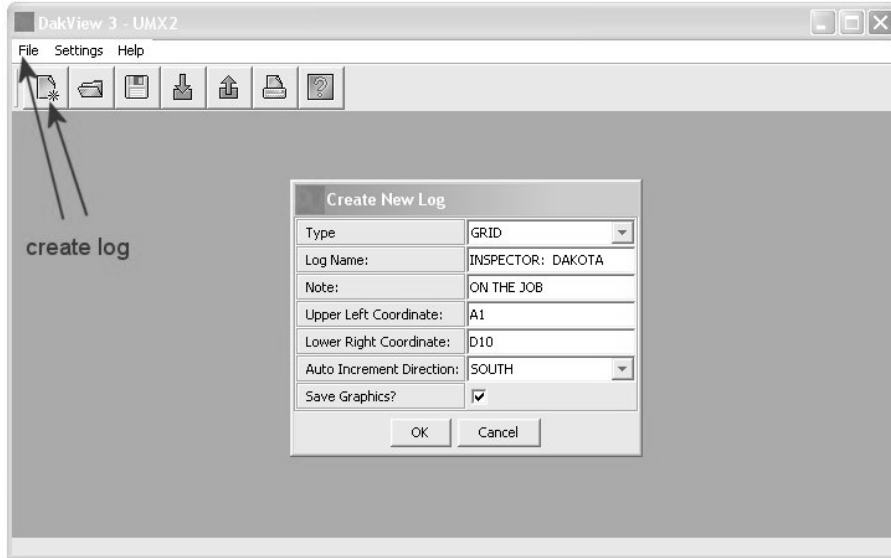 DakView 3 - UMX2
File Settings Help
create log
Create New Log
Type GRID
Log Name: INSPECTOR: DAKOTA
Note: ON THE JOB
Upper Left Coordinate: A1
Lower Right Coordinate: D10
Auto Increment Direction: SOUTH
Save Graphics?
OK Cancel